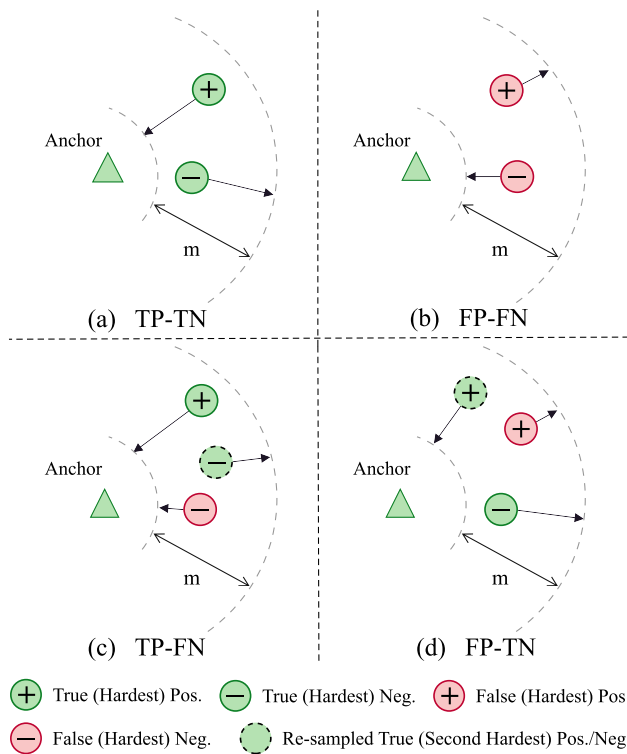 Anchor
m
(a) TP-TN
Anchor
m
(b) FP-FN
Anchor
m
(c) TP-FN
Anchor
m
(d) FP-TN
True (Hardest) Pos. True (Hardest) Neg. False (Hardest) Pos
False (Hardest) Neg. Re-sampled True (Second Hardest) Pos./Neg